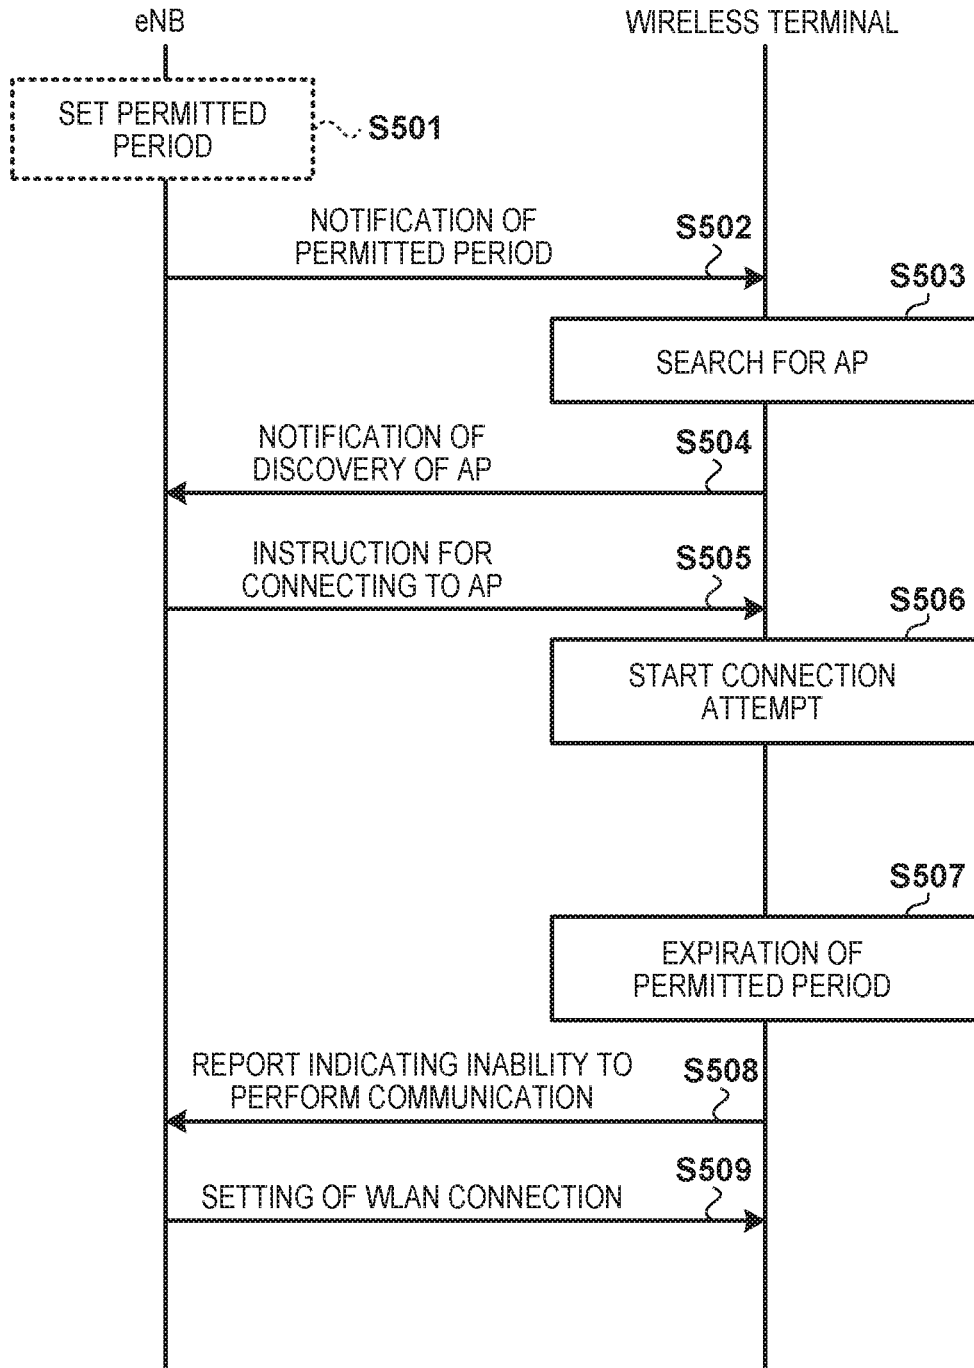 eNB
WIRELESS TERMINAL
SET PERMITTED
PERIOD
S501
NOTIFICATION OF
PERMITTED PERIOD
S502
S503
SEARCH FOR AP
NOTIFICATION OF
DISCOVERY OF AP
S504
INSTRUCTION FOR
CONNECTING TO AP
S505
S506
START CONNECTION
ATTEMPT
S507
EXPIRATION OF
PERMITTED PERIOD
REPORT INDICATING INABILITY TO
PERFORM COMMUNICATION
S508
SETTING OF WLAN CONNECTION
S509